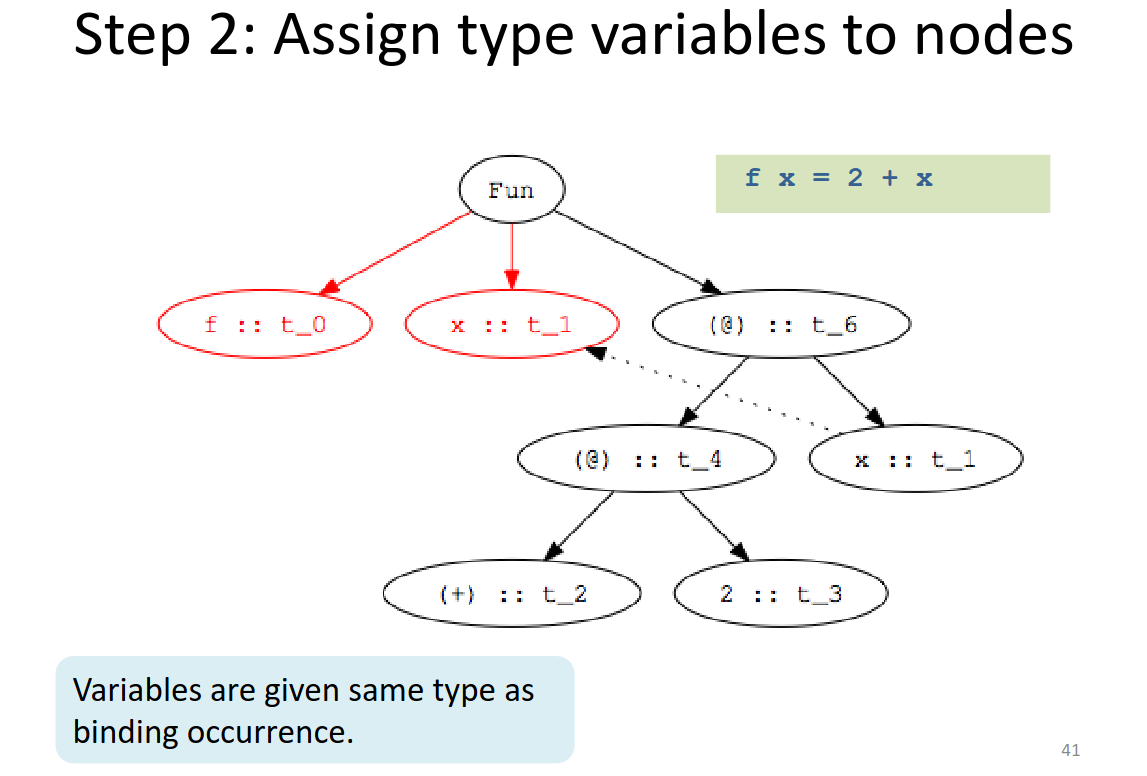 Step 2: Assign type variables to nodes
Fun
f x = 2 + x
f :: t_0
x :: t_1
(@) :: t_6
(@) :: t_4
x :: t_1
(+) :: t_2
2 :: t_3
Variables are given same type as
binding occurrence.
41